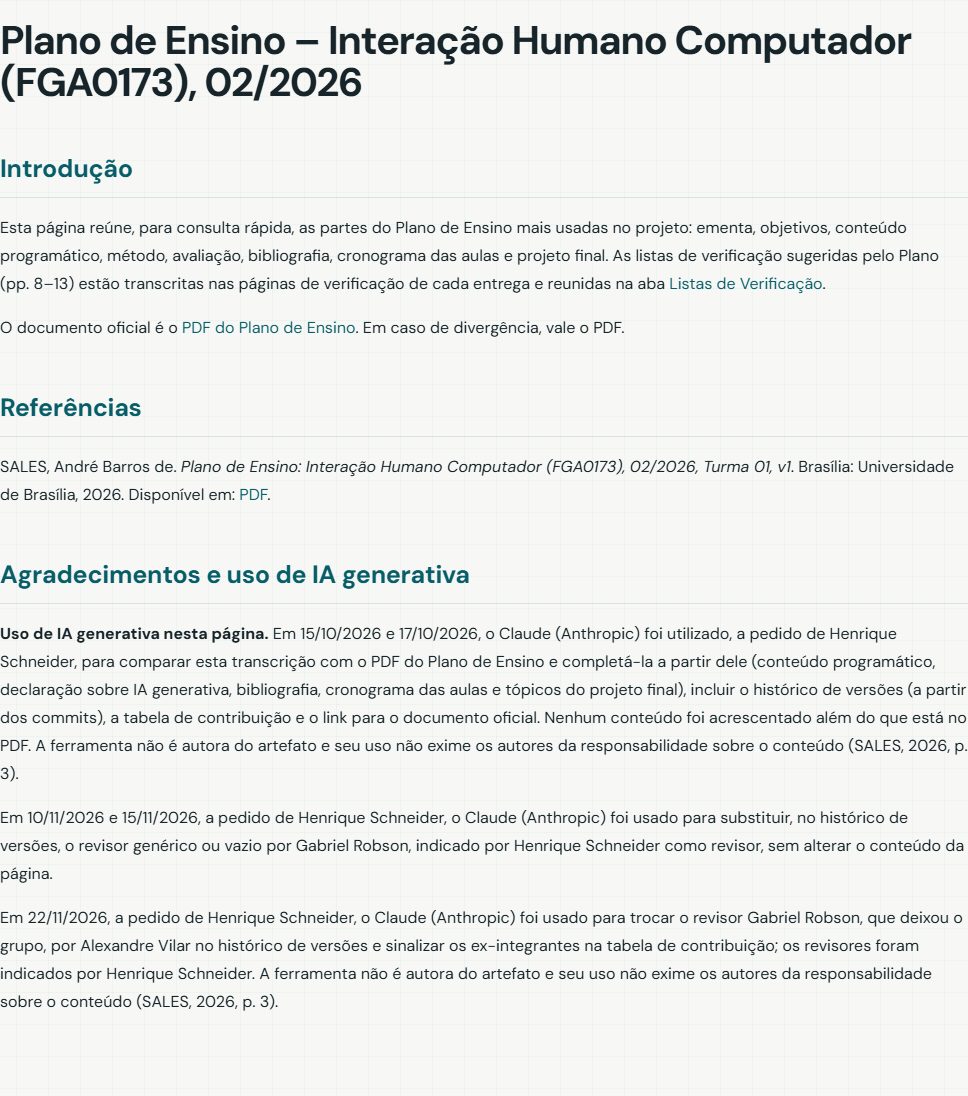 Plano de Ensino – Interação Humano Computador
(FGA0173), 02/2026
Introdução
Esta página reúne, para consulta rápida, as partes do Plano de Ensino mais usadas no projeto: ementa, objetivos, conteúdo
programático, método, avaliação, bibliografia, cronograma das aulas e projeto final. As listas de verificação sugeridas pelo Plano
(pp. 8–13) estão transcritas nas páginas de verificação de cada entrega e reunidas na aba Listas de Verificação.
O documento oficial é o PDF do Plano de Ensino. Em caso de divergência, vale o PDF.
Referências
SALES, André Barros de. Plano de Ensino: Interação Humano Computador (FGA0173), 02/2026, Turma 01, v1. Brasília: Universidade
de Brasília, 2026. Disponível em: PDF.
Agradecimentos e uso de IA generativa
Uso de IA generativa nesta página. Em 15/10/2026 e 17/10/2026, o Claude (Anthropic) foi utilizado, a pedido de Henrique
Schneider, para comparar esta transcrição com o PDF do Plano de Ensino e completá-la a partir dele (conteúdo programático,
declaração sobre IA generativa, bibliografia, cronograma das aulas e tópicos do projeto final), incluir o histórico de versões (a partir
dos commits), a tabela de contribuição e o link para o documento oficial. Nenhum conteúdo foi acrescentado além do que está no
PDF. A ferramenta não é autora do artefato e seu uso não exime os autores da responsabilidade sobre o conteúdo (SALES, 2026, p.
3).
Em 10/11/2026 e 15/11/2026, a pedido de Henrique Schneider, o Claude (Anthropic) foi usado para substituir, no histórico de
versões, o revisor genérico ou vazio por Gabriel Robson, indicado por Henrique Schneider como revisor, sem alterar o conteúdo da
página.
Em 22/11/2026, a pedido de Henrique Schneider, o Claude (Anthropic) foi usado para trocar o revisor Gabriel Robson, que deixou o
grupo, por Alexandre Vilar no histórico de versões e sinalizar os ex-integrantes na tabela de contribuição; os revisores foram
indicados por Henrique Schneider. A ferramenta não é autora do artefato e seu uso não exime os autores da responsabilidade
sobre o conteúdo (SALES, 2026, p. 3).